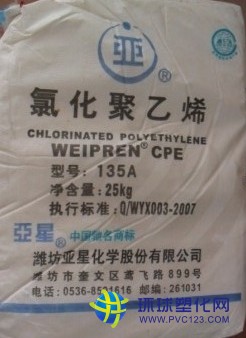 亚
®
氯化聚乙烯
CHLORINATED POLYETHYLENE
WEIPREN® CPE
型号: 135A
净含量: 25kg
执行标准: Q/WYX003-2007
亞星® 中国驰名商标
潍坊亚星化学股份有限公司
潍坊市奎文区鸢飞路899号
电话: 0536-8591616 邮编: 261031
环球塑化网
www.PVC123.com